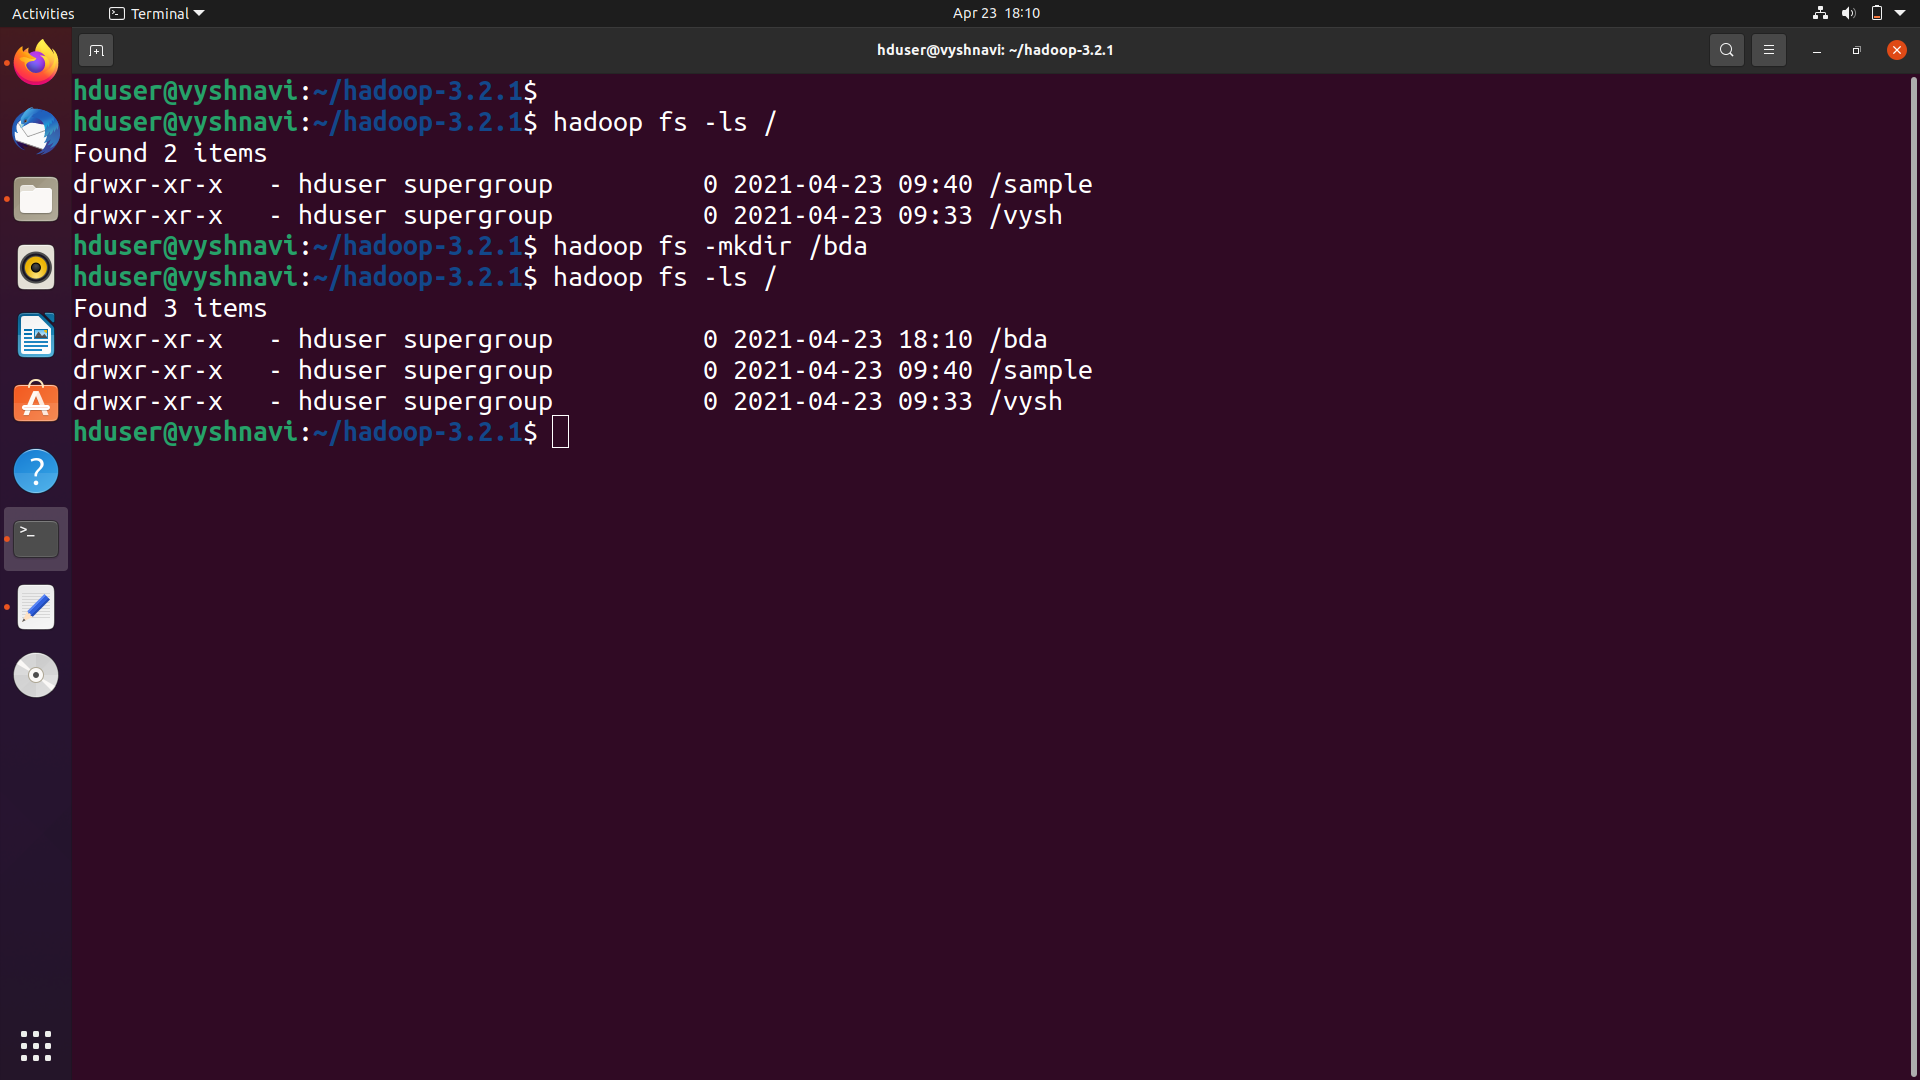 Activities Terminal Apr 23 18:10
hduser@vyshnavi: ~/hadoop-3.2.1
hduser@vyshnavi:~/hadoop-3.2.1$
hduser@vyshnavi:~/hadoop-3.2.1$ hadoop fs -ls /
Found 2 items
drwxr-xr-x   - hduser supergroup          0 2021-04-23 09:40 /sample
drwxr-xr-x   - hduser supergroup          0 2021-04-23 09:33 /vysh
hduser@vyshnavi:~/hadoop-3.2.1$ hadoop fs -mkdir /bda
hduser@vyshnavi:~/hadoop-3.2.1$ hadoop fs -ls /
Found 3 items
drwxr-xr-x   - hduser supergroup          0 2021-04-23 18:10 /bda
drwxr-xr-x   - hduser supergroup          0 2021-04-23 09:40 /sample
drwxr-xr-x   - hduser supergroup          0 2021-04-23 09:33 /vysh
hduser@vyshnavi:~/hadoop-3.2.1$